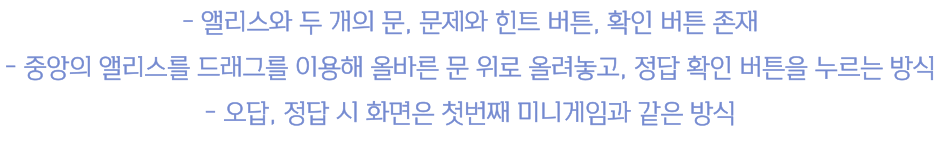 - 앨리스와 두 개의 문, 문제와 힌트 버튼, 확인 버튼 존재
- 중앙의 앨리스를 드래그를 이용해 올바른 문 위로 올려놓고, 정답 확인 버튼을 누르는 방식
- 오답, 정답 시 화면은 첫번째 미니게임과 같은 방식